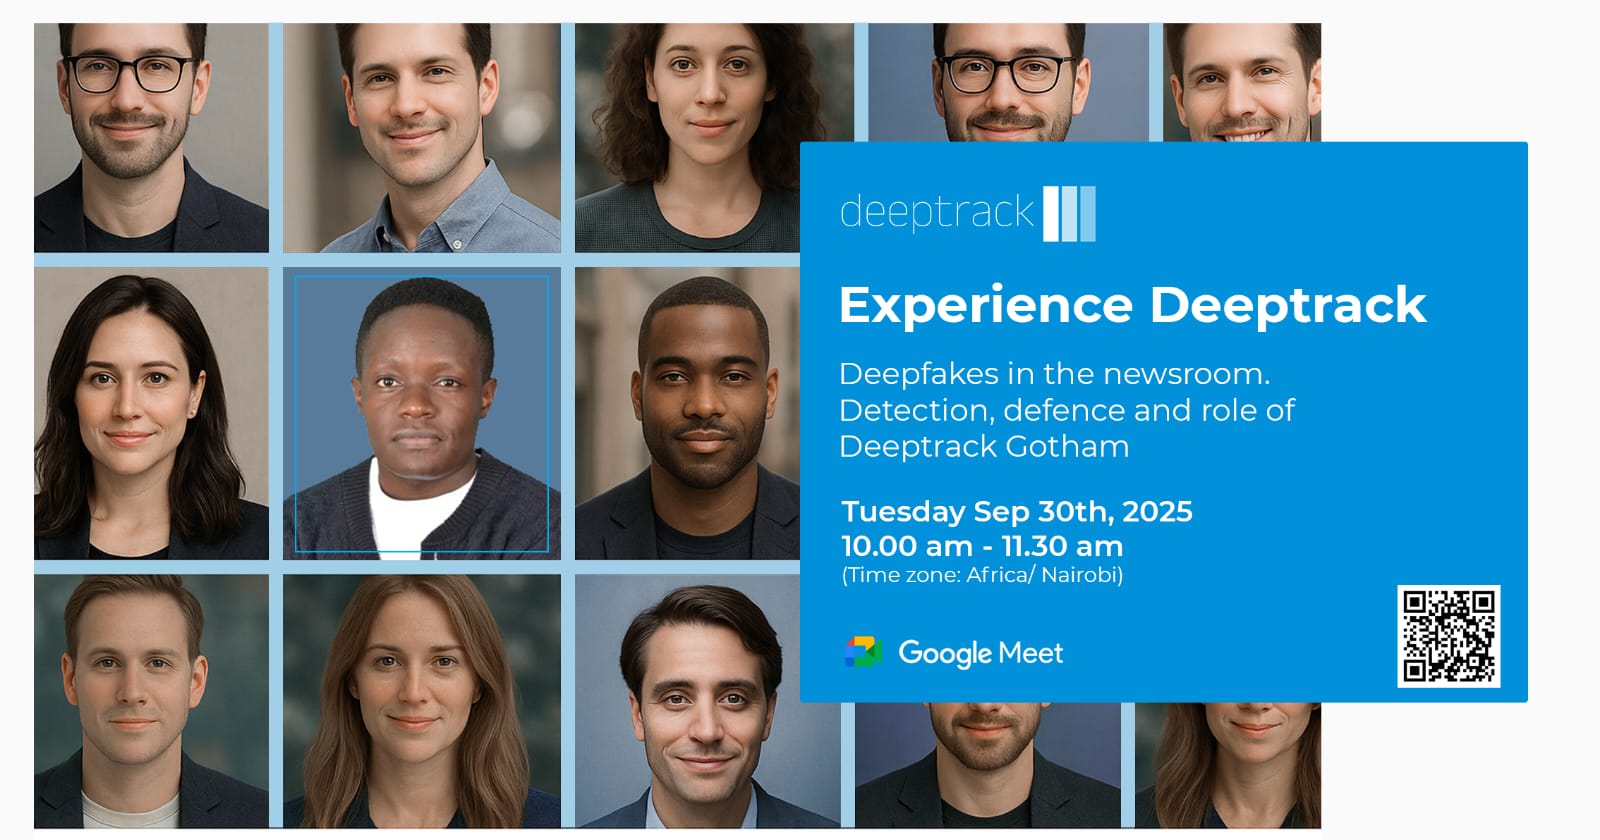 deeptrack
Experience Deeptrack
Deepfakes in the newsroom.
Detection, defence and role of
Deeptrack Gotham
Tuesday Sep 30th, 2025
10.00 am - 11.30 am
(Time zone: Africa/ Nairobi)
Google Meet